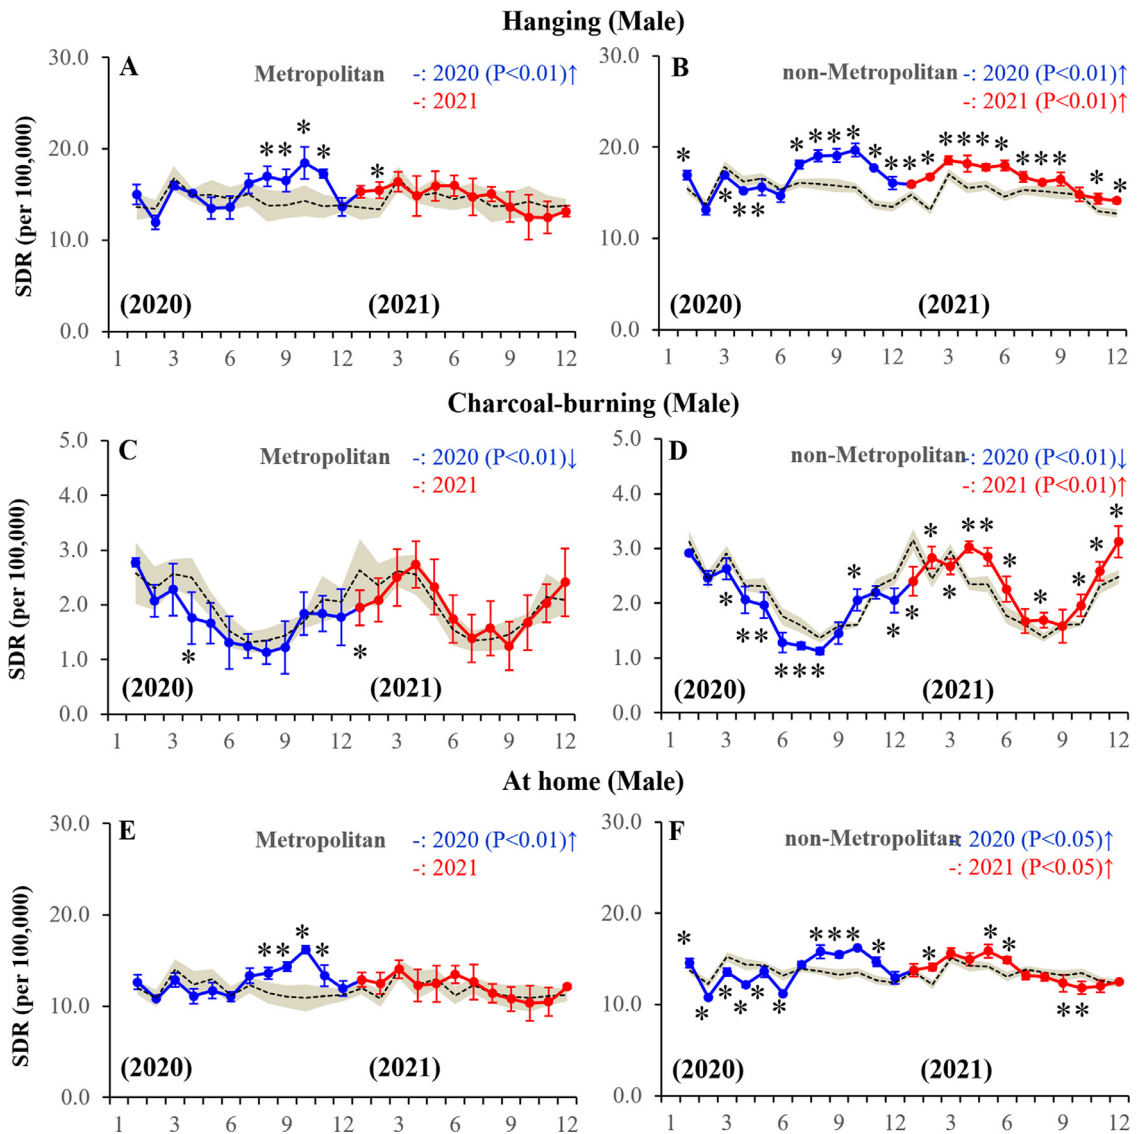 Hanging (Male)
A
Metropolitan
-: 2020 (P<0.01)↑
-: 2021
30.0
20.0
10.0
0.0
SDR (per 100,000)
* * * * * *
(2020)
(2021)
1 3 6 9 12 3 6 9 12
B
non-Metropolitan
-: 2020 (P<0.01)↑
-: 2021 (P<0.01)↑
30.0
20.0
10.0
0.0
* * * * * * * * * * * * * * * * * *
* * *
(2020)
(2021)
1 3 6 9 12 3 6 9 12
Charcoal-burning (Male)
C
Metropolitan
-: 2020 (P<0.01)↓
-: 2021
5.0
4.0
3.0
2.0
1.0
0.0
SDR (per 100,000)
* *
(2020)
(2021)
1 3 6 9 12 3 6 9 12
D
non-Metropolitan
-: 2020 (P<0.01)↓
-: 2021 (P<0.01)↑
5.0
4.0
3.0
2.0
1.0
0.0
* * * * * * * * *
* * * * * * * * *
(2020)
(2021)
1 3 6 9 12 3 6 9 12
At home (Male)
E
Metropolitan
-: 2020 (P<0.01)↑
-: 2021
30.0
20.0
10.0
0.0
SDR (per 100,000)
* * * *
(2020)
(2021)
1 3 6 9 12 3 6 9 12
F
non-Metropolitan
-: 2020 (P<0.05)↑
-: 2021 (P<0.05)↑
30.0
20.0
10.0
0.0
* * * * * * * *
* * * * * * *
(2020)
(2021)
1 3 6 9 12 3 6 9 12